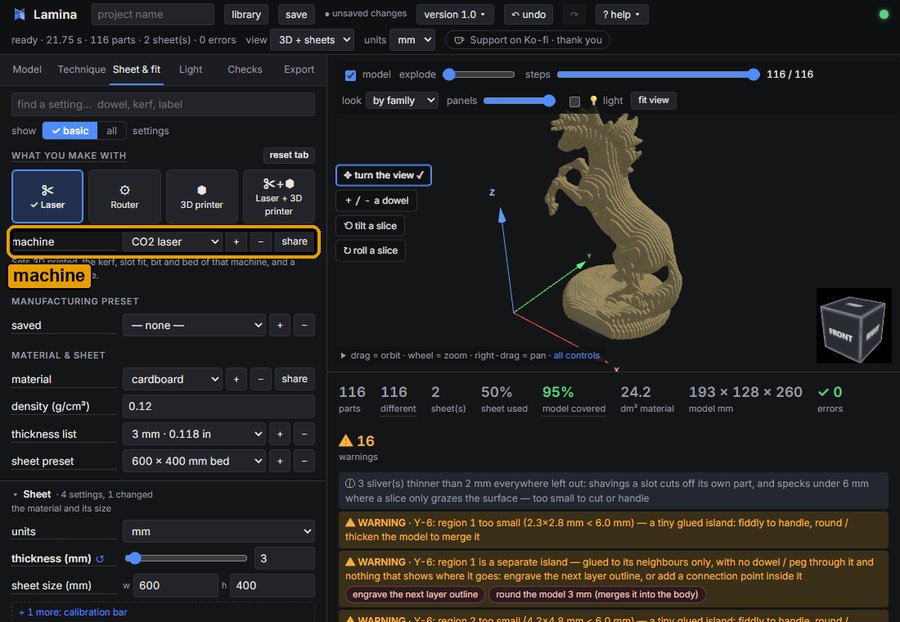 Lamina project name library save • unsaved changes version 1.0 undo ? help
ready · 21.75 s · 116 parts · 2 sheet(s) · 0 errors view 3D + sheets units mm Support on Ko-fi · thank you
Model Technique Sheet & fit Light Checks Export
find a setting... dowel, kerf, label
show ✓ basic all settings
WHAT YOU MAKE WITH reset tab
✓ Laser
Router
3D printer
Laser + 3D
printer
machine CO2 laser + − share
Sets 3D printed, the kerf, slot fit, bit and bed of that machine, and a
machine
MANUFACTURING PRESET
saved — none — + −
MATERIAL & SHEET
material cardboard + − share
density (g/cm³) 0.12
thickness list 3 mm · 0.118 in + −
sheet preset 600 × 400 mm bed + −
Sheet · 4 settings, 1 changed
the material and its size
units mm
thickness (mm) 3
sheet size (mm) w 600 h 400
+ 1 more: calibration bar
✓ model explode steps 116 / 116
look by family panels light fit view
turn the view ✓
+ / - a dowel
tilt a slice
roll a slice
Z
Y
X
FRONT
drag = orbit · wheel = zoom · right-drag = pan · all controls
116 116 2 50% 95% 24.2 193 × 128 × 260 ✓ 0
parts different sheet(s) sheet used model covered dm² material model mm errors
16
warnings
3 sliver(s) thinner than 2 mm everywhere left out: shavings a slot cuts off its own part, and specks under 6 mm
where a slice only grazes the surface — too small to cut or handle
WARNING · Y-6: region 1 too small (2.3×2.8 mm < 6.0 mm) — a tiny glued island: fiddly to handle, round /
thicken the model to merge it
WARNING · Y-6: region 1 is a separate island — glued to its neighbours only, with no dowel / peg through it and
nothing that shows where it goes: engrave the next layer outline, or add a connection point inside it
engrave the next layer outline round the model 3 mm (merges it into the body)
WARNING · Y-6: region 2 too small (4.2×4.8 mm < 6.0 mm) — a tiny glued island: fiddly to handle, round /